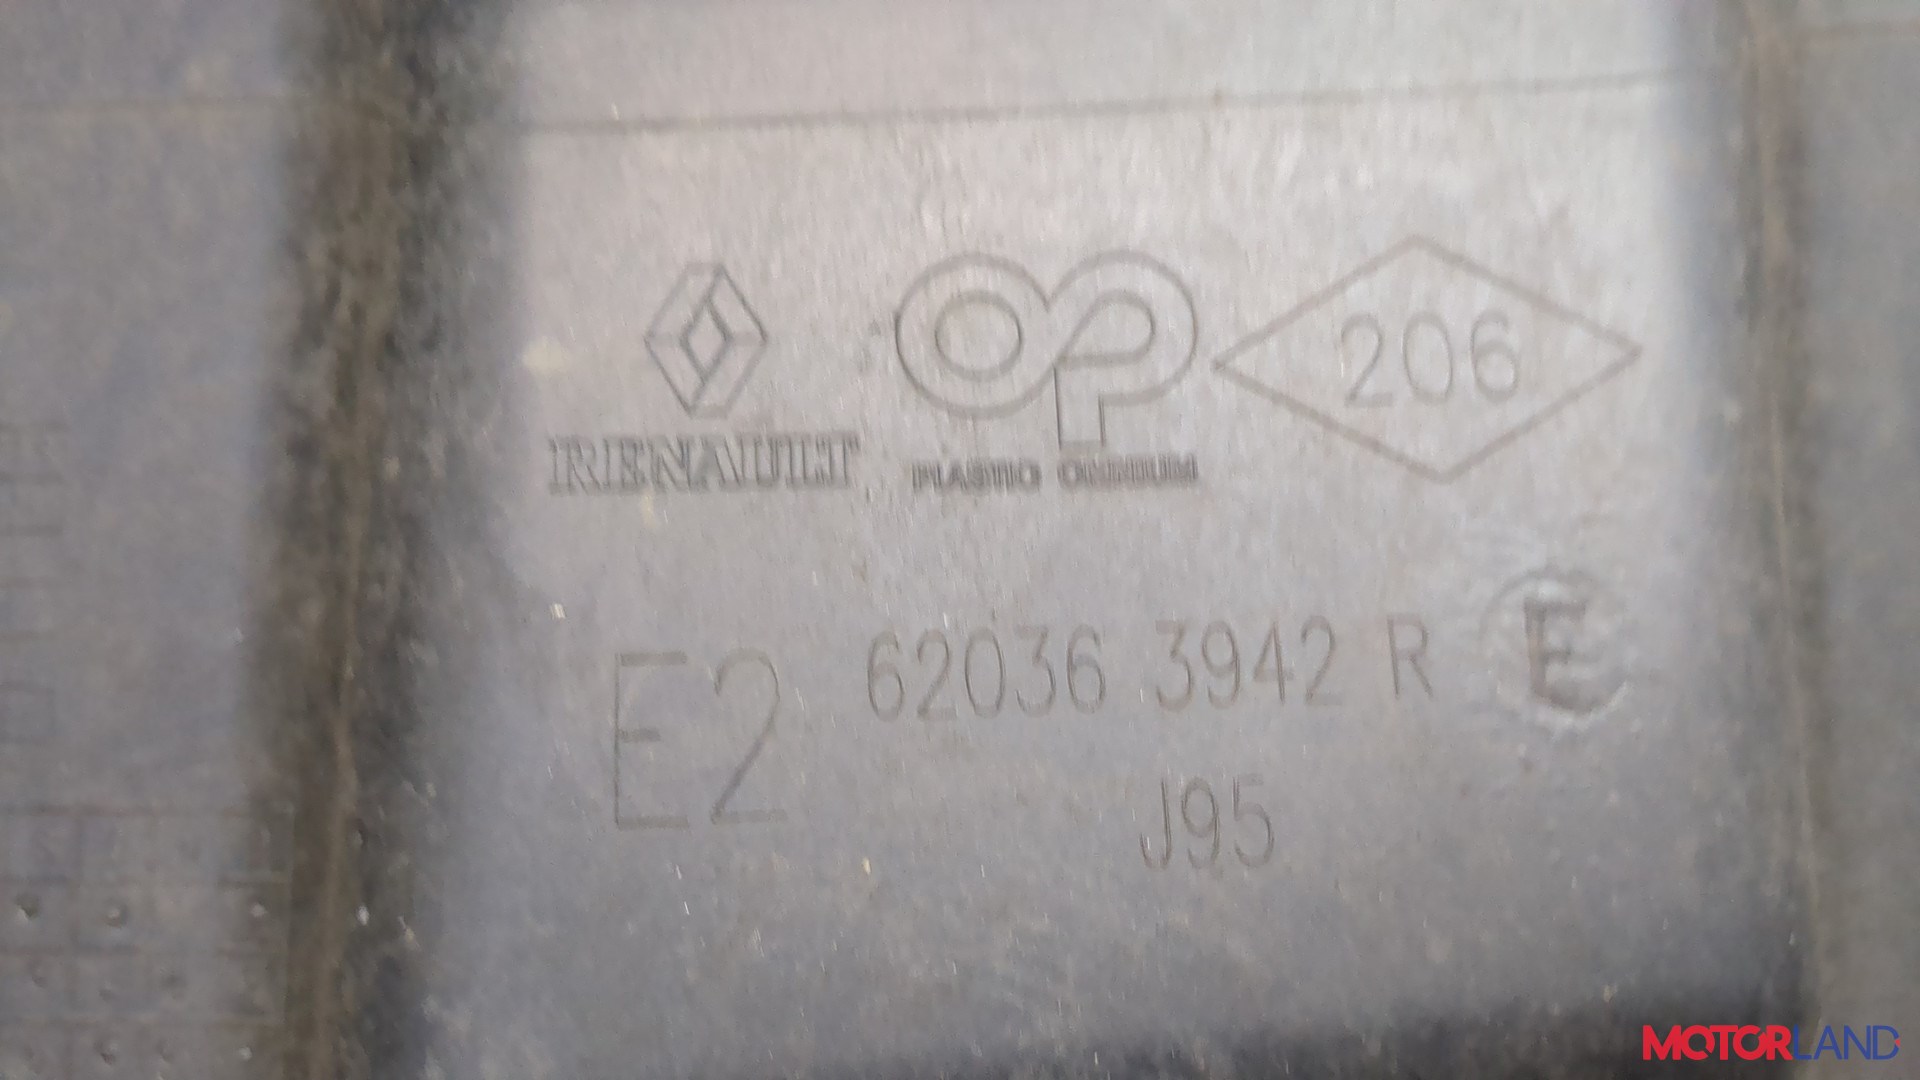 RENAULT
PLASTIC OMNIUM
206
E2
62036 3942 R
E
J95
MOTORLAND